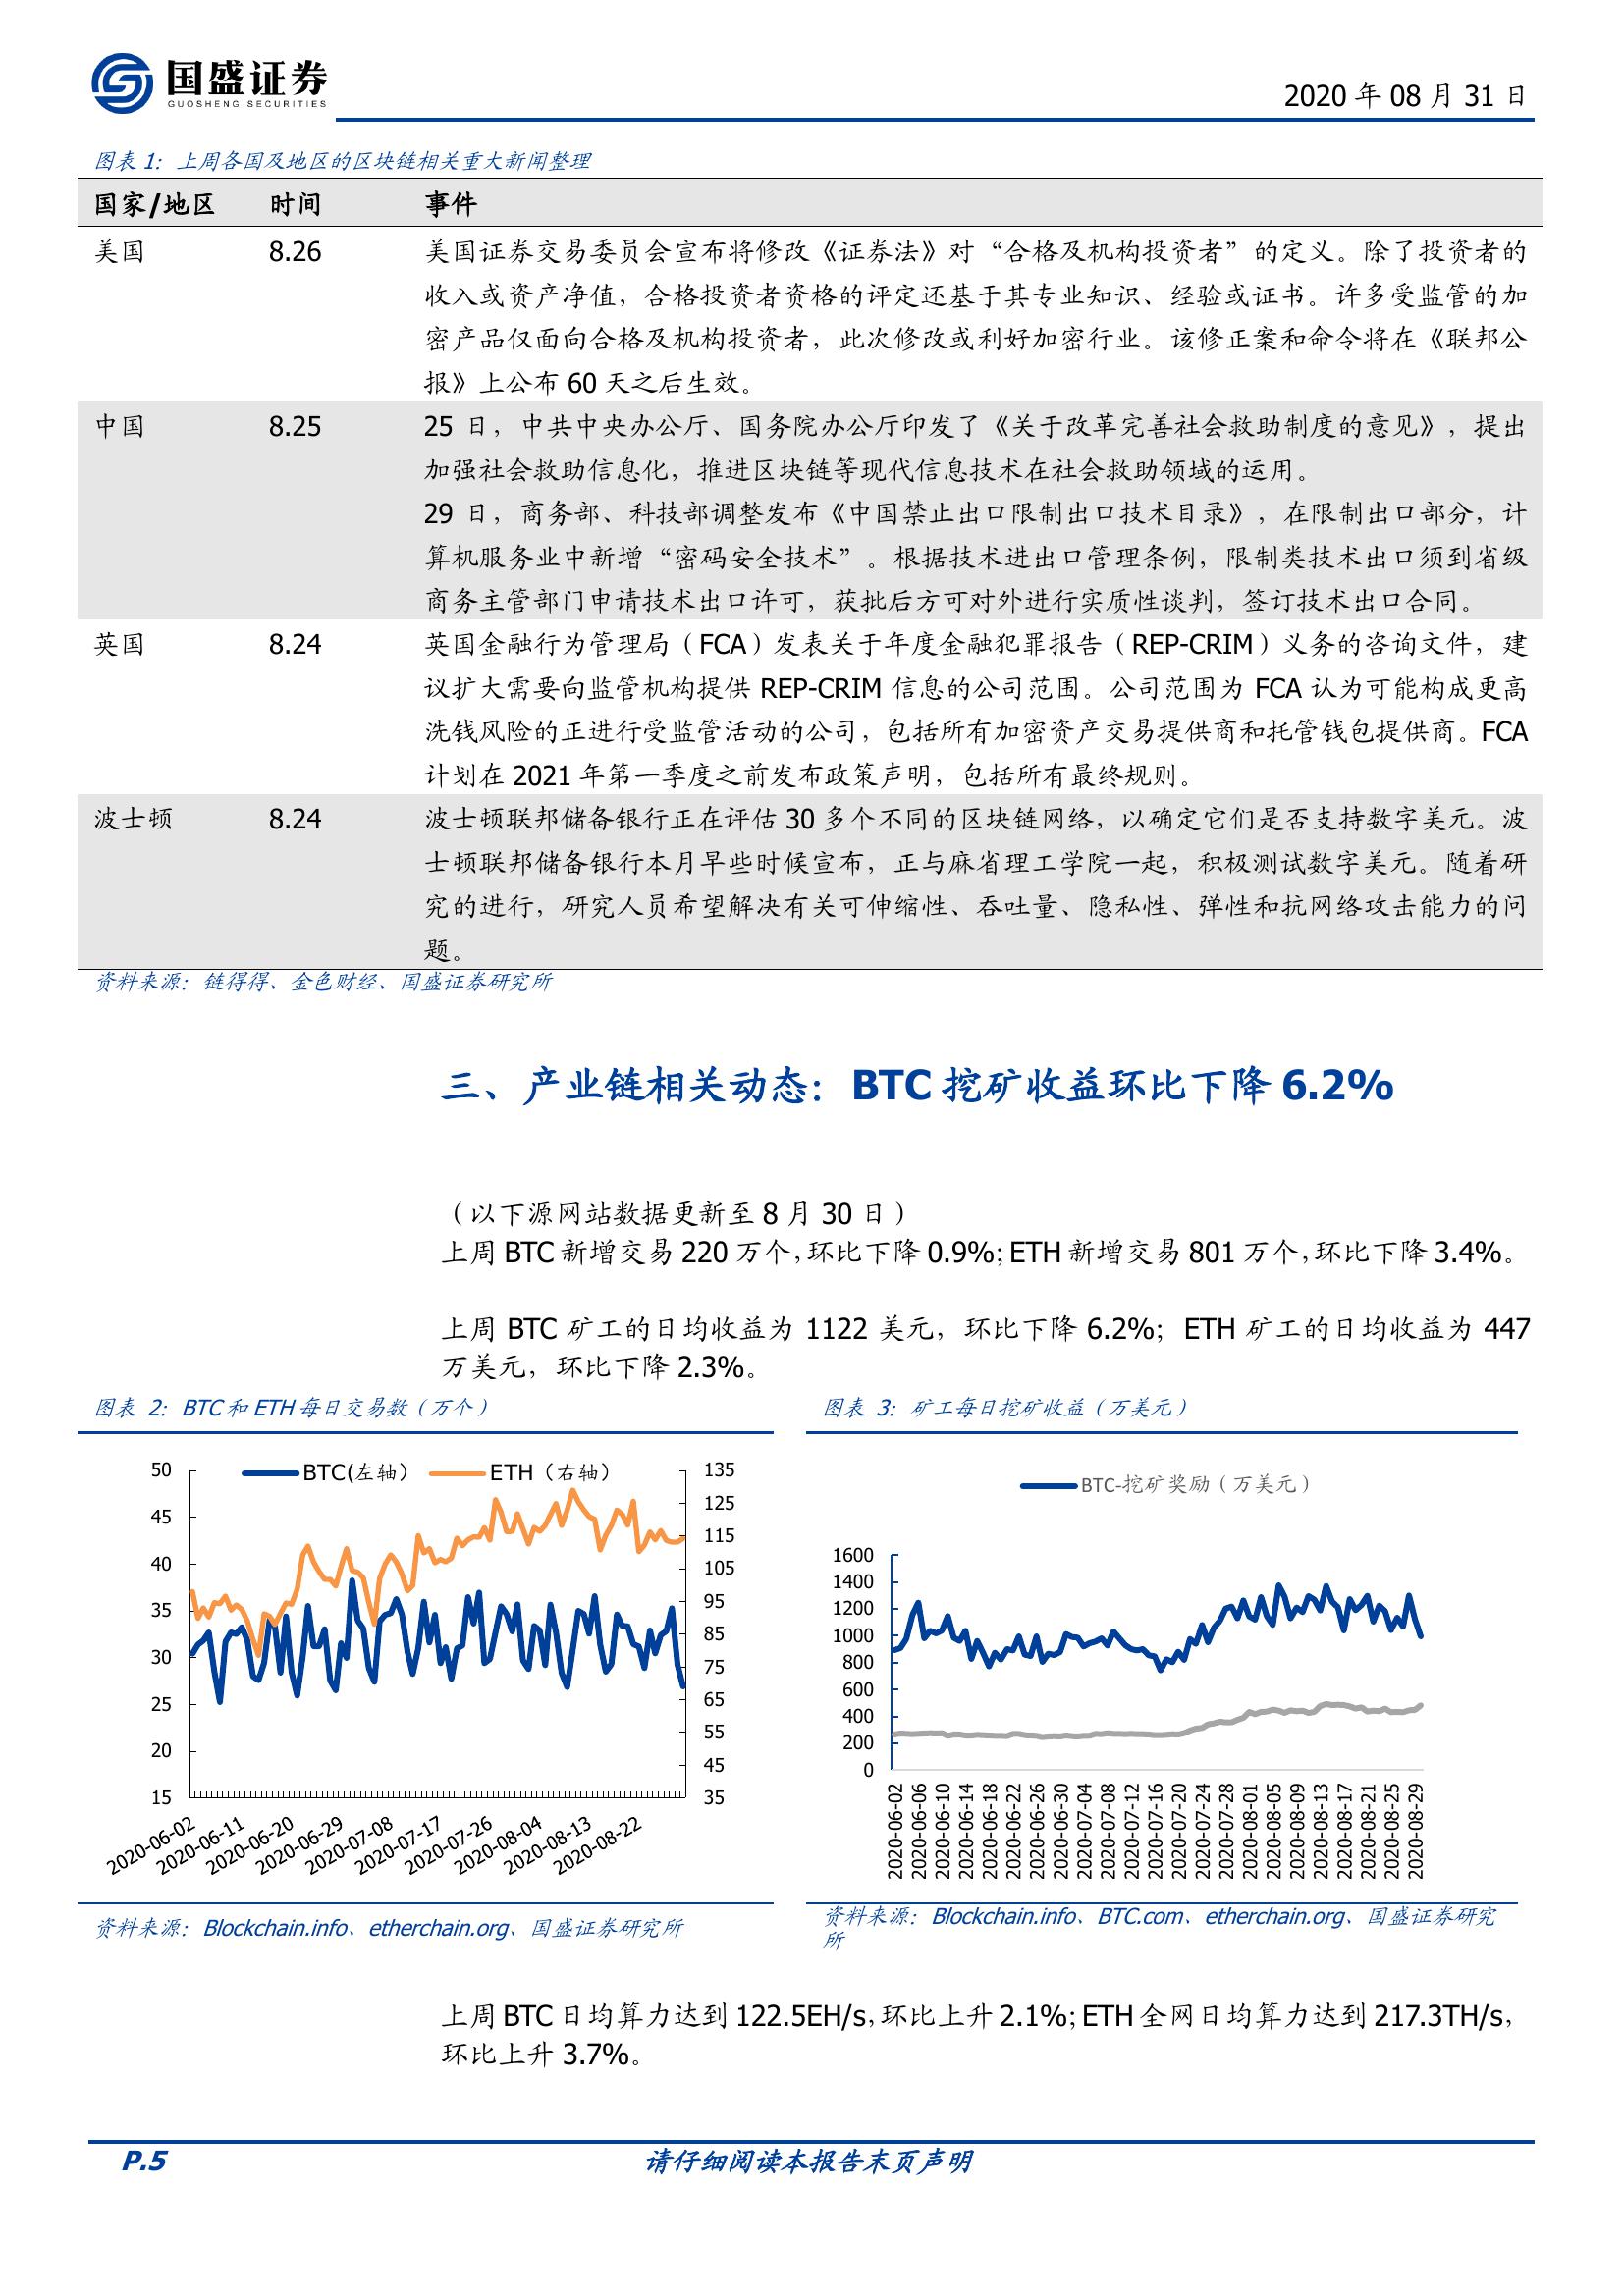 国盛证券
GUOSHENG SECURITIES
2020 年 08 月 31 日
图表 1：上周各国及地区的区块链相关重大新闻整理
国家/地区 时间 事件
美国 8.26 美国证券交易委员会宣布将修改《证券法》对“合格及机构投资者”的定义。除了投资者的
收入或资产净值，合格投资者资格的评定还基于其专业知识、经验或证书。许多受监管的加
密产品仅面向合格及机构投资者，此次修改或利好加密行业。该修正案和命令将在《联邦公
报》上公布 60 天之后生效。
中国 8.25 25 日，中共中央办公厅、国务院办公厅印发了《关于改革完善社会救助制度的意见》，提出
加强社会救助信息化，推进区块链等现代信息技术在社会救助领域的运用。
29 日，商务部、科技部调整发布《中国禁止出口限制出口技术目录》，在限制出口部分，计
算机服务业中新增“密码安全技术”。根据技术进出口管理条例，限制类技术出口须到省级
商务主管部门申请技术出口许可，获批后方可对外进行实质性谈判，签订技术出口合同。
英国 8.24 英国金融行为管理局（FCA）发表关于年度金融犯罪报告（REP-CRIM）义务的咨询文件，建
议扩大需要向监管机构提供 REP-CRIM 信息的公司范围。公司范围为 FCA 认为可能构成更高
洗钱风险的正进行受监管活动的公司，包括所有加密资产交易提供商和托管钱包提供商。FCA
计划在 2021 年第一季度之前发布政策声明，包括所有最终规则。
波士顿 8.24 波士顿联邦储备银行正在评估 30 多个不同的区块链网络，以确定它们是否支持数字美元。波
士顿联邦储备银行本月早些时候宣布，正与麻省理工学院一起，积极测试数字美元。随着研
究的进行，研究人员希望解决有关可伸缩性、吞吐量、隐私性、弹性和抗网络攻击能力的问
题。
资料来源：链得得、金色财经、国盛证券研究所
三、产业链相关动态：BTC 挖矿收益环比下降 6.2%
（以下源网站数据更新至 8 月 30 日）
上周 BTC 新增交易 220 万个，环比下降 0.9%；ETH 新增交易 801 万个，环比下降 3.4%。
上周 BTC 矿工的日均收益为 1122 美元，环比下降 6.2%；ETH 矿工的日均收益为 447
万美元，环比下降 2.3%。
图表 2：BTC 和 ETH 每日交易数（万个）
BTC(左轴） ETH（右轴）
50
45
40
35
30
25
20
15
135
125
115
105
95
85
75
65
55
45
35
2020-06-02
2020-06-11
2020-06-20
2020-06-29
2020-07-08
2020-07-17
2020-07-26
2020-08-04
2020-08-13
2020-08-22
资料来源：Blockchain.info、etherchain.org、国盛证券研究所
图表 3：矿工每日挖矿收益（万美元）
BTC-挖矿奖励（万美元）
1600
1400
1200
1000
800
600
400
200
0
2020-06-02
2020-06-06
2020-06-10
2020-06-14
2020-06-18
2020-06-22
2020-06-26
2020-06-30
2020-07-04
2020-07-08
2020-07-12
2020-07-16
2020-07-20
2020-07-24
2020-07-28
2020-08-01
2020-08-05
2020-08-09
2020-08-13
2020-08-17
2020-08-21
2020-08-25
2020-08-29
资料来源：Blockchain.info、BTC.com、etherchain.org、国盛证券研究
所
上周 BTC 日均算力达到 122.5EH/s，环比上升 2.1%；ETH 全网日均算力达到 217.3TH/s，
环比上升 3.7%。
P.5 请仔细阅读本报告末页声明